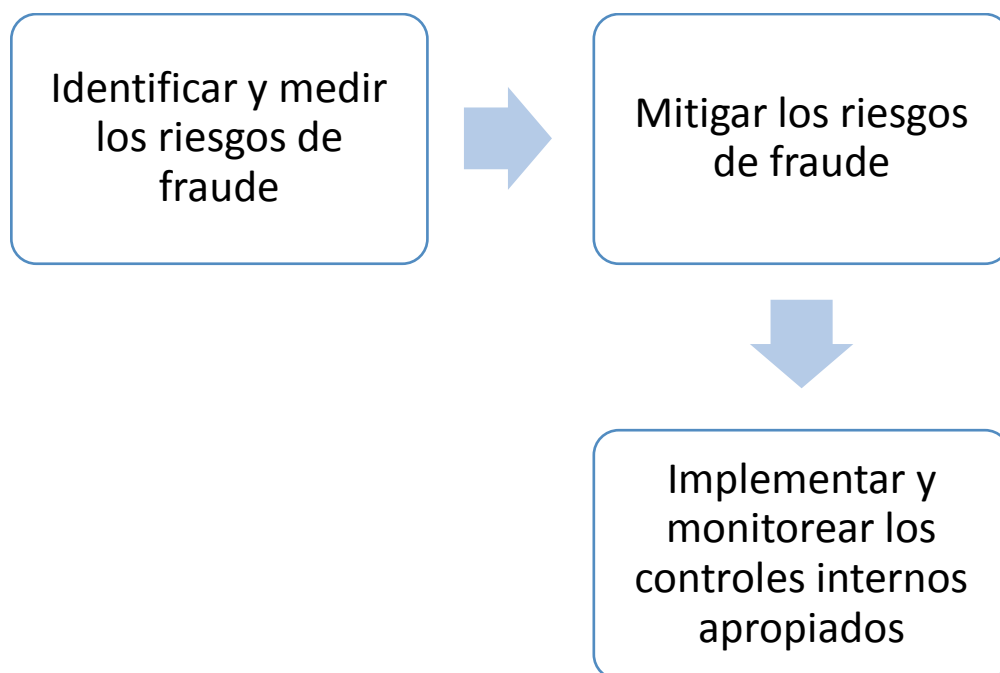 Identificar y medir
los riesgos de
fraude
Mitigar los riesgos
de fraude
Implementar y
monitorear los
controles internos
apropiados